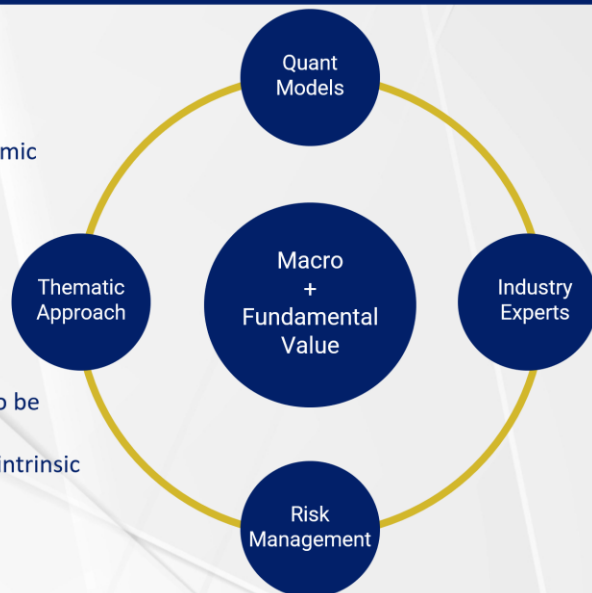 Quant
Models
mic
Thematic
Approach
Macro
+
Fundamental
Value
Industry
Experts
o be
intrinsic
Risk
Management